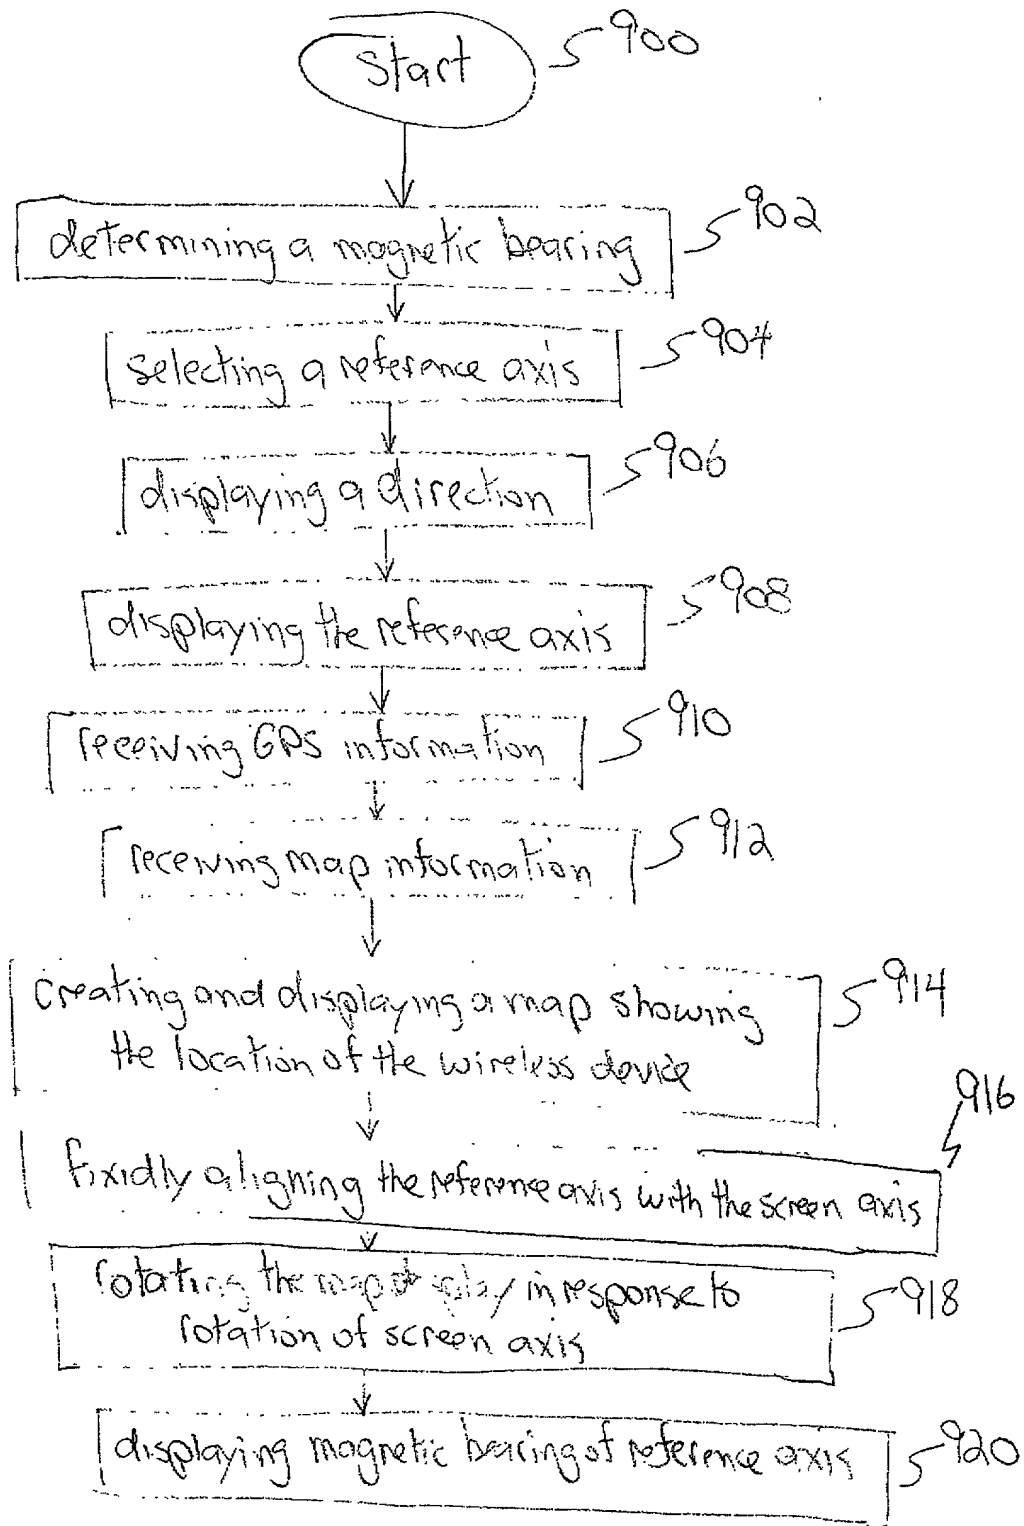 Start
900
determining a magnetic bearing
902
selecting a reference axis
904
displaying a direction
906
displaying the reference axis
908
receiving GPS information
910
receiving map information
912
creating and displaying a map showing
the location of the wireless device
914
fixidly aligning the reference axis with the screen axis
916
rotating the map display in response to
rotation of screen axis
918
displaying magnetic bearing of reference axis
920